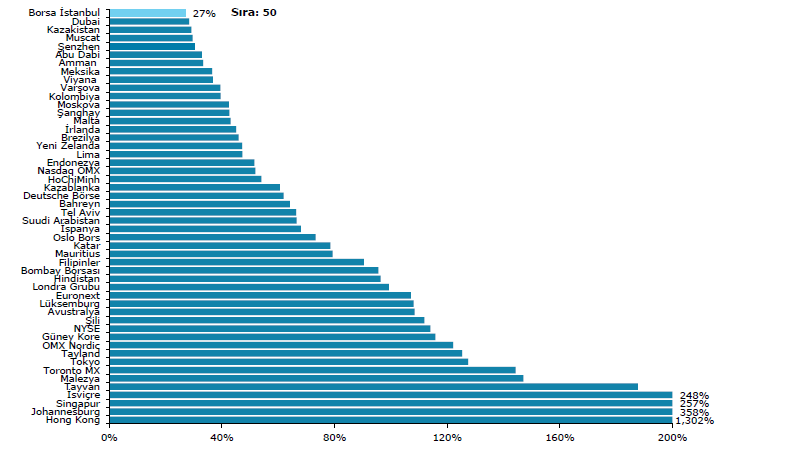 Borsa İstanbul 27% Sıra: 50
Dubai
Kazakistan
Muscat
Şenzhen
Abu Dabi
Amman
Meksika
Viyana
Varşova
Kolombiya
Moskova
Şanghay
Malta
İrlanda
Brezilya
Yeni Zelanda
Lima
Endonezya
Nasdaq OMX
HoChiMinh
Kazablanka
Deutsche Börse
Bahreyn
Tel Aviv
Suudi Arabistan
İspanya
Oslo Bors
Katar
Mauritius
Filipinler
Bombay Borsası
Hindistan
Londra Grubu
Euronext
Lüksemburg
Avustralya
Şili
NYSE
Güney Kore
OMX Nordic
Tayland
Tokyo
Toronto MX
Malezya
Tayvan
İsviçre 248%
Singapur 257%
Johannesburg 358%
Hong Kong 1,302%
0% 40% 80% 120% 160% 200%